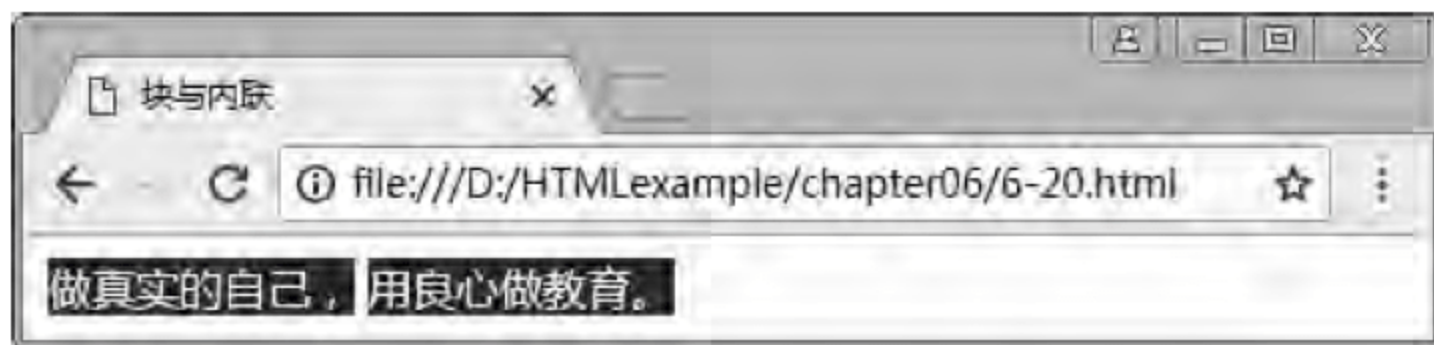 块与内联
file:///D:/HTMLexample/chapter06/6-20.html
做真实的自己， 用良心做教育。